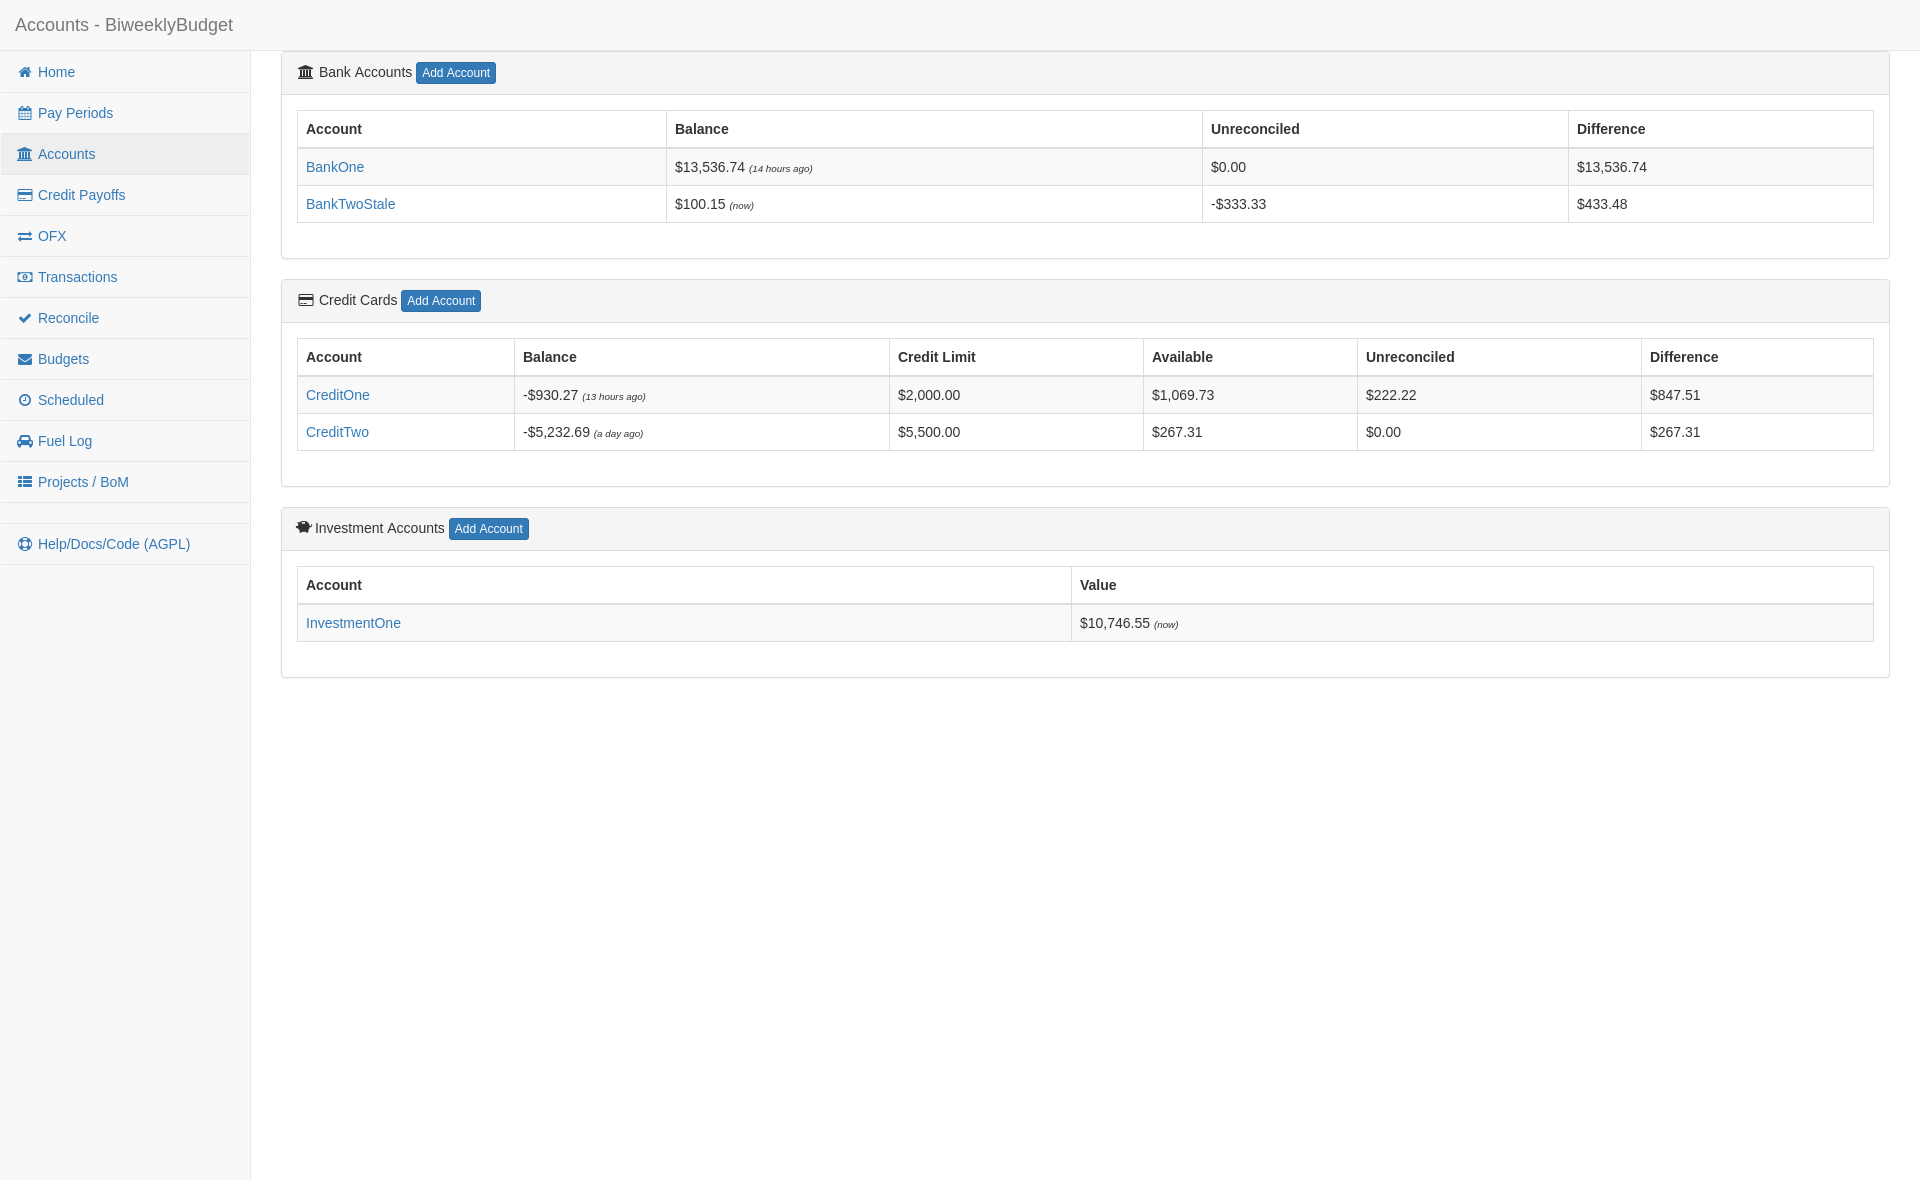 Accounts - BiweeklyBudget
Home
Pay Periods
Accounts
Credit Payoffs
OFX
Transactions
Reconcile
Budgets
Scheduled
Fuel Log
Projects / BoM
Help/Docs/Code (AGPL)
Bank Accounts Add Account
Account Balance Unreconciled Difference
BankOne $13,536.74 (14 hours ago) $0.00 $13,536.74
BankTwoStale $100.15 (now) -$333.33 $433.48
Credit Cards Add Account
Account Balance Credit Limit Available Unreconciled Difference
CreditOne -$930.27 (13 hours ago) $2,000.00 $1,069.73 $222.22 $847.51
CreditTwo -$5,232.69 (a day ago) $5,500.00 $267.31 $0.00 $267.31
Investment Accounts Add Account
Account Value
InvestmentOne $10,746.55 (now)